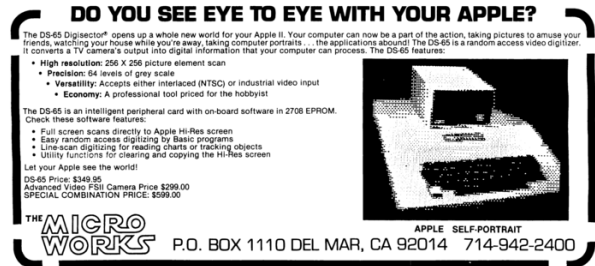 DO YOU SEE EYE TO EYE WITH YOUR APPLE?
The DS-65 Digisector® opens up a whole new world for your Apple II. Your computer can now be a part of the action, taking pictures to amuse your
friends, watching your house while you're away, taking computer portraits . . . the applications abound! The DS-65 is a random access video digitizer.
It converts a TV camera's output into digital information that your computer can process. The DS-65 features:
• High resolution: 256 X 256 picture element scan
• Precision: 64 levels of grey scale
• Versatility: Accepts either interlaced (NTSC) or industrial video input
• Economy: A professional tool priced for the hobbyist
The DS-65 is an intelligent peripheral card with on-board software in 2708 EPROM.
Check these software features:
• Full screen scans directly to Apple Hi-Res screen
• Easy random access digitizing by Basic programs
• Line-scan digitizing for reading charts or tracking objects
• Utility functions for clearing and copying the Hi-Res screen
Let your Apple see the world!
DS-65 Price: $349.95
Advanced Video FSII Camera Price $299.00
SPECIAL COMBINATION PRICE: $599.00
APPLE SELF-PORTRAIT
THE MICRO
WORKS
P.O. BOX 1110 DEL MAR, CA 92014 714-942-2400